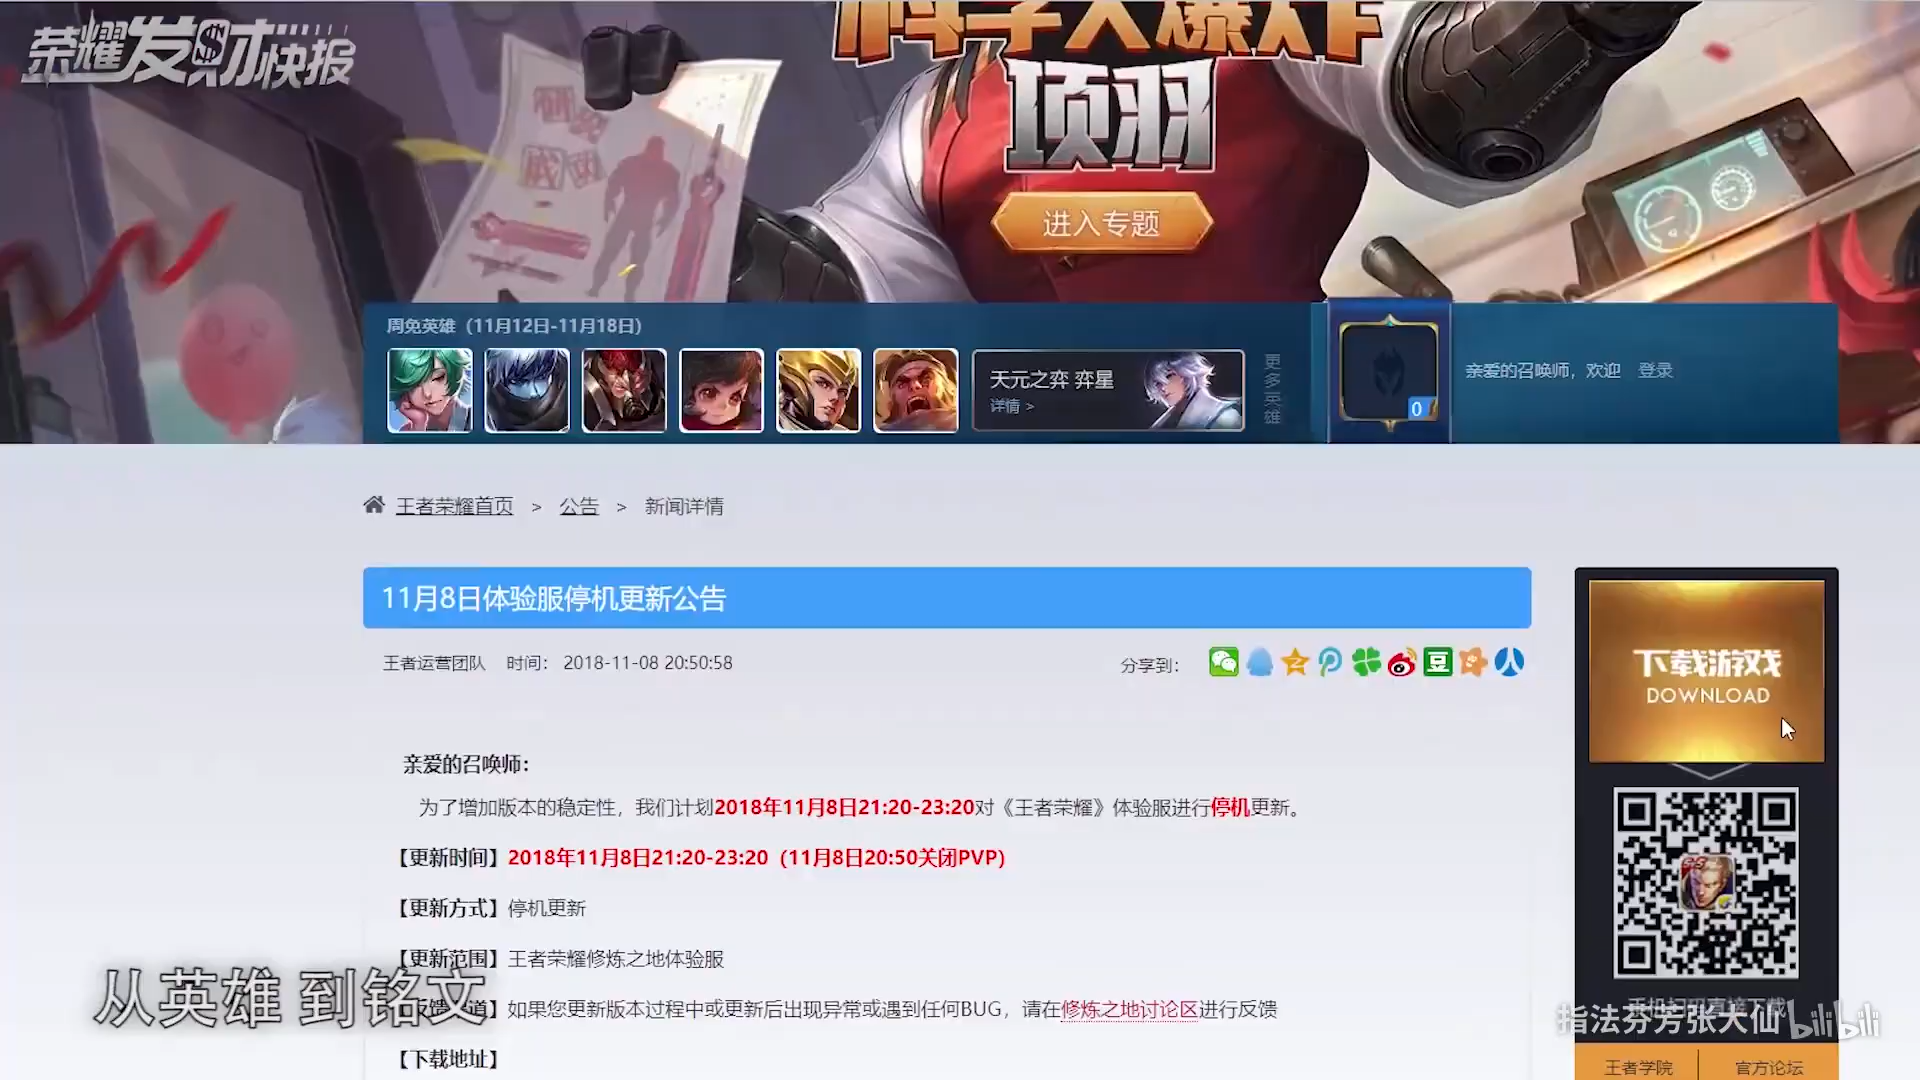 荣耀发财快报
科学大爆炸
项羽
进入专题
周免英雄（11月12日-11月18日）
天元之弈 弈星
详情 >
更多英雄
0
亲爱的召唤师，欢迎 登录
王者荣耀首页 > 公告 > 新闻详情
11月8日体验服停机更新公告
王者运营团队 时间： 2018-11-08 20:50:58
分享到：
豆
下载游戏
DOWNLOAD
亲爱的召唤师：
为了增加版本的稳定性，我们计划2018年11月8日21:20-23:20对《王者荣耀》体验服进行停机更新。
【更新时间】2018年11月8日21:20-23:20（11月8日20:50关闭PVP）
【更新方式】停机更新
【更新范围】王者荣耀修炼之地体验服
从英雄 到铭文
如果您更新版本过程中或更新后出现异常或遇到任何BUG，请在修炼之地讨论区进行反馈
【下载地址】
指法芬芳张大仙 bilibili
王者学院 官方论坛